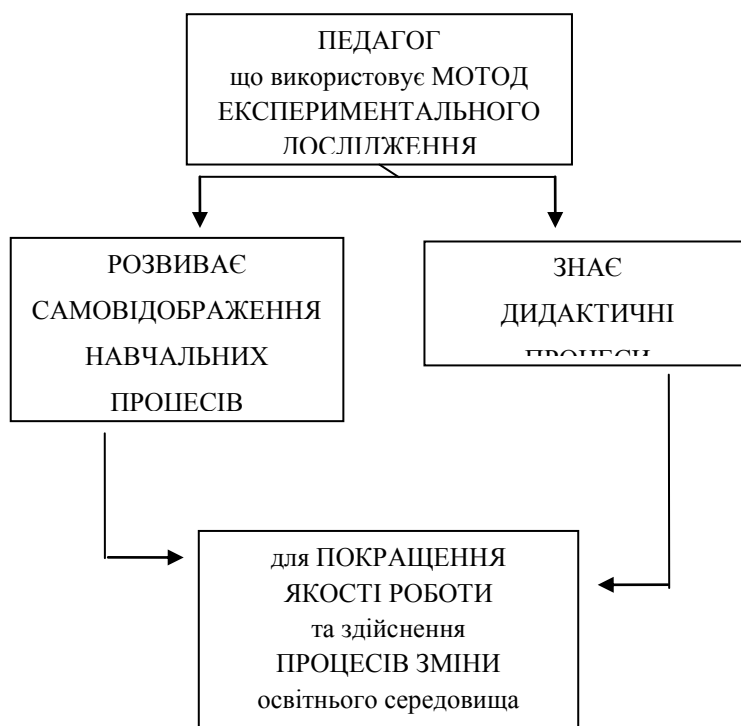 ПЕДАГОГ
що використовує МОТОД
ЕКСПЕРИМЕНТАЛЬНОГО
ДОСЛІДЖЕННЯ
РОЗВИВАЄ
САМОВІДОБРАЖЕННЯ
НАВЧАЛЬНИХ
ПРОЦЕСІВ
ЗНАЄ
ДИДАКТИЧНІ
ПРОЦЕСИ
для ПОКРАЩЕННЯ
ЯКОСТІ РОБОТИ
та здійснення
ПРОЦЕСІВ ЗМІНИ
освітнього середовища